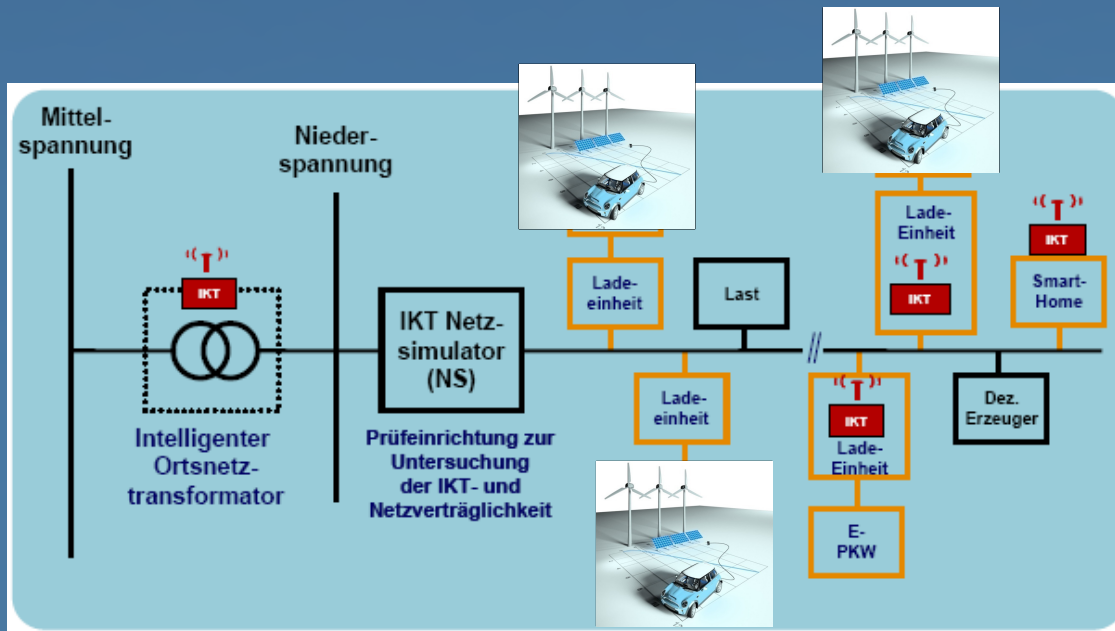 Mittel-
spannung
Nieder-
spannung
IKT
Intelligenter
Ortsnetz-
transformator
IKT Netz-
simulator
(NS)
Prüfeinrichtung zur
Untersuchung
der IKT- und
Netzverträglichkeit
Lade-
einheit
Lade-
einheit
Last
Lade-
Einheit
IKT
IKT
Smart-
Home
IKT
Lade-
Einheit
E-
PKW
Dez.
Erzeuger